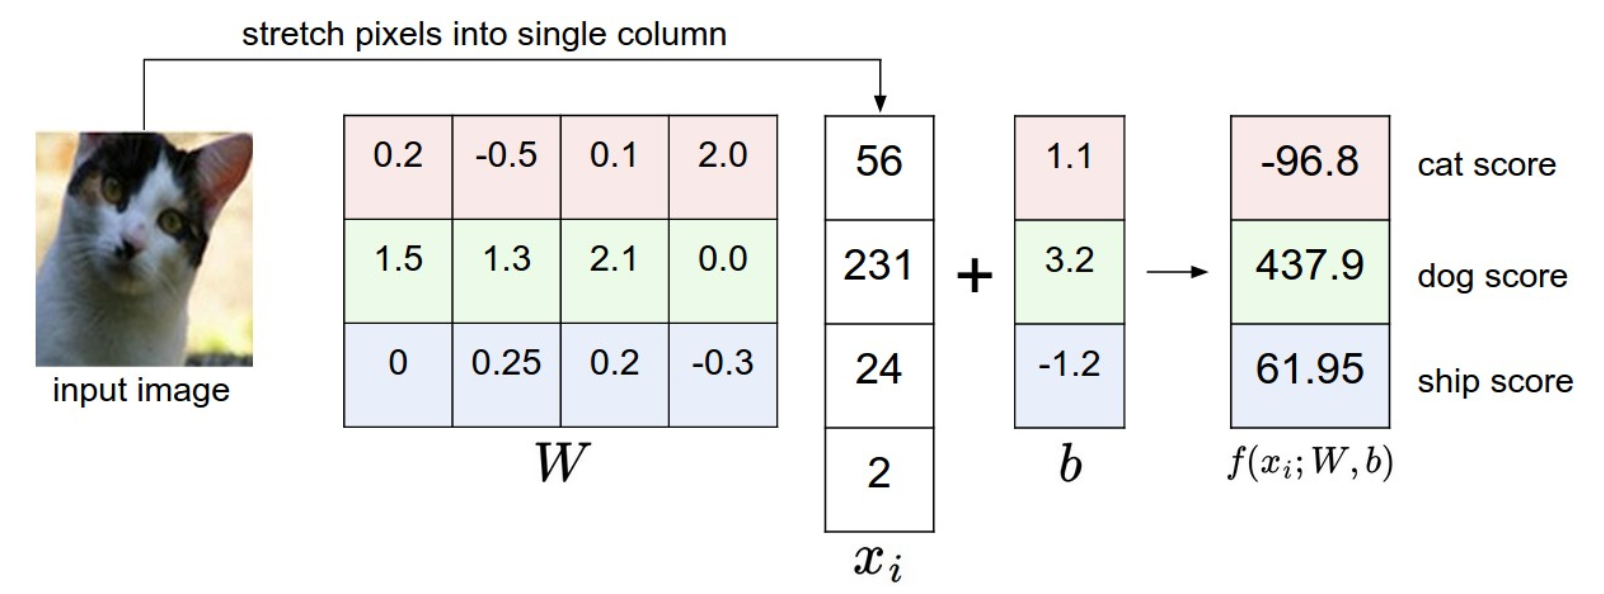 stretch pixels into single column
input image
0.2 -0.5 0.1 2.0
1.5 1.3 2.1 0.0
0 0.25 0.2 -0.3
W
56
231
24
2
x_i
+
1.1
3.2
-1.2
b
-96.8 cat score
437.9 dog score
61.95 ship score
f(x_i; W, b)